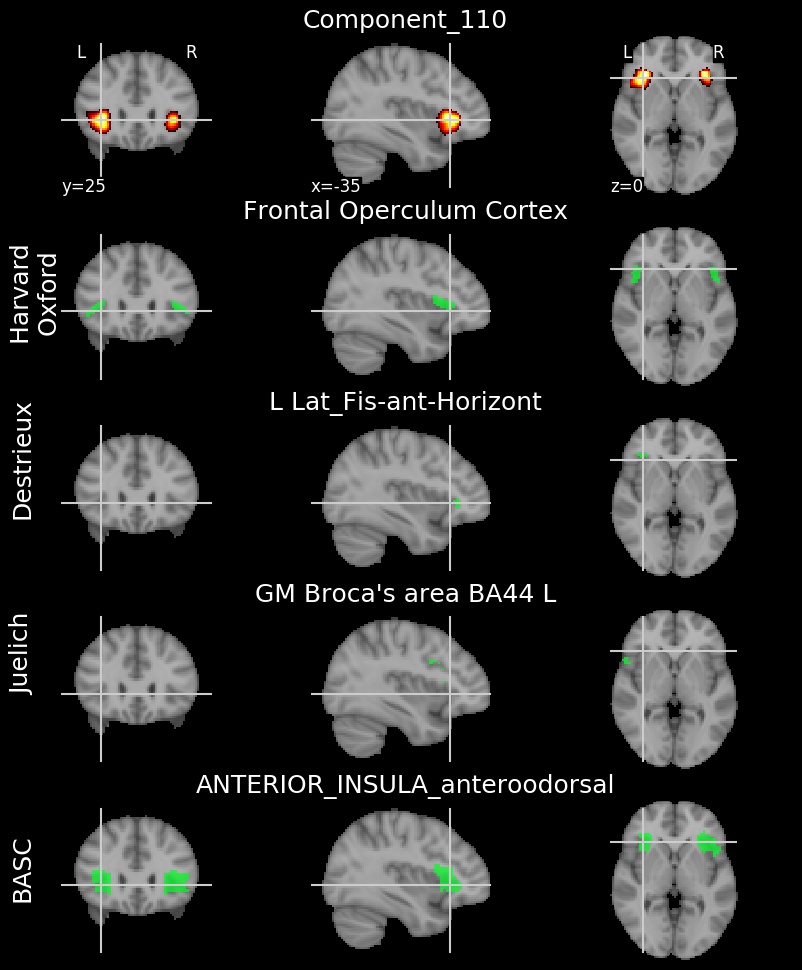 Component_110
L R
L R
y=25 x=-35 z=0
Frontal Operculum Cortex
Harvard
Oxford
L Lat_Fis-ant-Horizont
Destrieux
GM Broca's area BA44 L
Juelich
ANTERIOR_INSULA_anteroodorsal
BASC